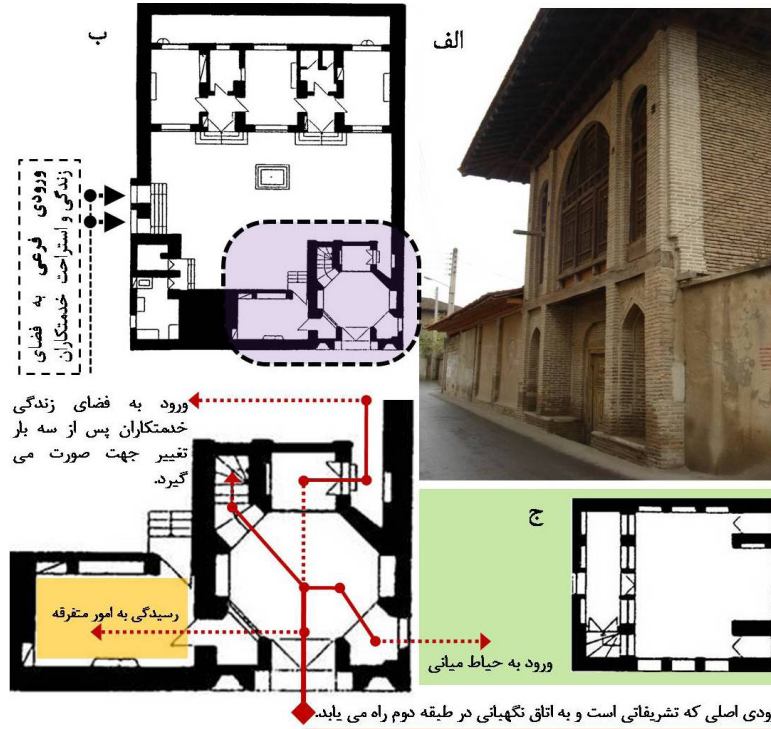 الف
ب
ورودی فرعی به فضای
زندگی و استراحت خدمتکاران
ورود به فضای زندگی
خدمتکاران پس از سه بار
تغییر جهت صورت می
گیرد.
ج
رسیدگی به امور متفرقه
ورود به حیاط میانی
ودی اصلی که تشریفاتی است و به اتاق نگهبانی در طبقه دوم راه می یابد.